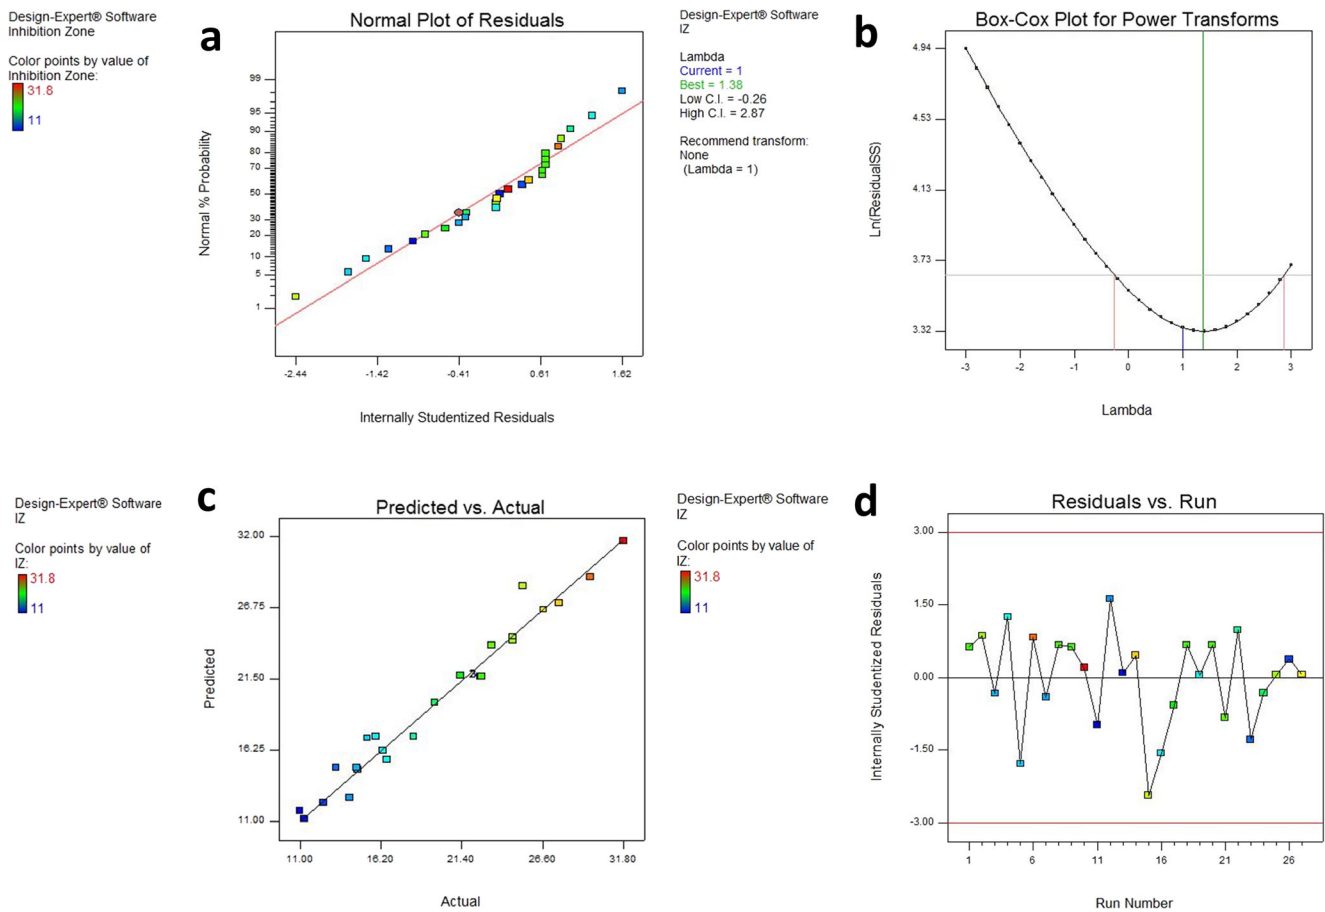 Design-Expert® Software
Inhibition Zone
Color points by value of
Inhibition Zone:
31.8
11
a
Normal Plot of Residuals
Normal % Probability
99
95
90
80
70
50
30
20
10
5
1
-2.44
-1.42
-0.41
0.61
1.62
Internally Studentized Residuals
Design-Expert® Software
IZ
Lambda
Current = 1
Best = 1.38
Low C.I. = -0.26
High C.I. = 2.87
Recommend transform:
None
(Lambda = 1)
b
Box-Cox Plot for Power Transforms
Ln(ResidualSS)
4.94
4.53
4.13
3.73
3.32
-3
-2
-1
0
1
2
3
Lambda
Design-Expert® Software
IZ
Color points by value of
IZ:
31.8
11
c
Predicted vs. Actual
Predicted
32.00
26.75
21.50
16.25
11.00
2
11.00
16.20
21.40
26.60
31.80
Actual
Design-Expert® Software
IZ
Color points by value of
IZ:
31.8
11
d
Residuals vs. Run
Internally Studentized Residuals
3.00
1.50
0.00
-1.50
-3.00
1
6
11
16
21
26
Run Number